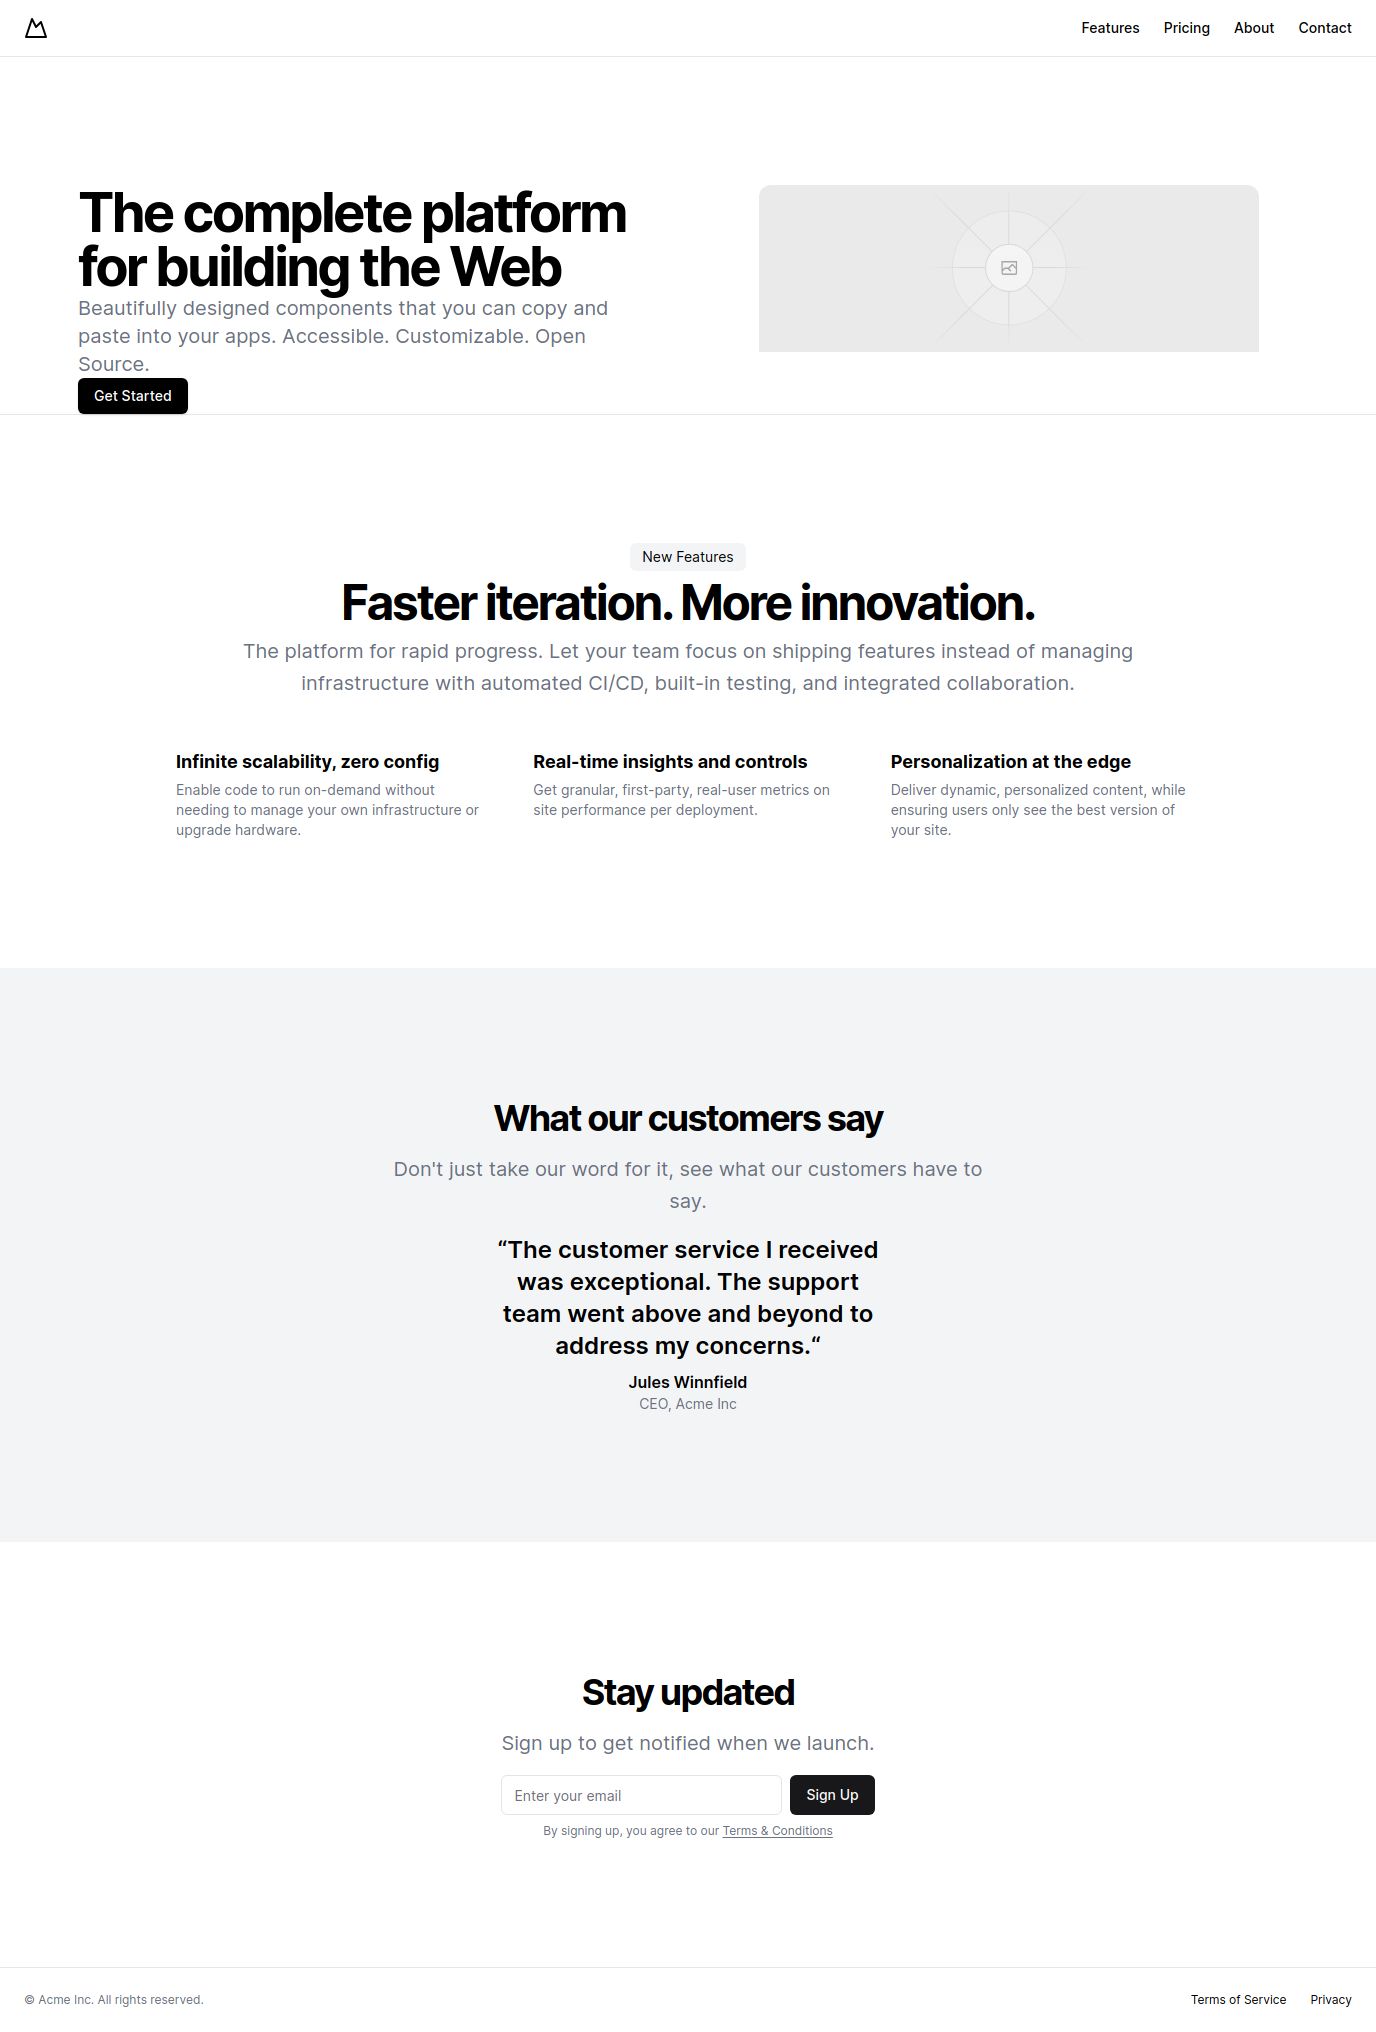 Features Pricing About Contact
The complete platform
for building the Web
Beautifully designed components that you can copy and
paste into your apps. Accessible. Customizable. Open
Source.
Get Started
New Features
Faster iteration. More innovation.
The platform for rapid progress. Let your team focus on shipping features instead of managing
infrastructure with automated CI/CD, built-in testing, and integrated collaboration.
Infinite scalability, zero config
Enable code to run on-demand without
needing to manage your own infrastructure or
upgrade hardware.
Real-time insights and controls
Get granular, first-party, real-user metrics on
site performance per deployment.
Personalization at the edge
Deliver dynamic, personalized content, while
ensuring users only see the best version of
your site.
What our customers say
Don't just take our word for it, see what our customers have to
say.
“The customer service I received
was exceptional. The support
team went above and beyond to
address my concerns.“
Jules Winnfield
CEO, Acme Inc
Stay updated
Sign up to get notified when we launch.
Enter your email
Sign Up
By signing up, you agree to our Terms & Conditions
© Acme Inc. All rights reserved.
Terms of Service Privacy